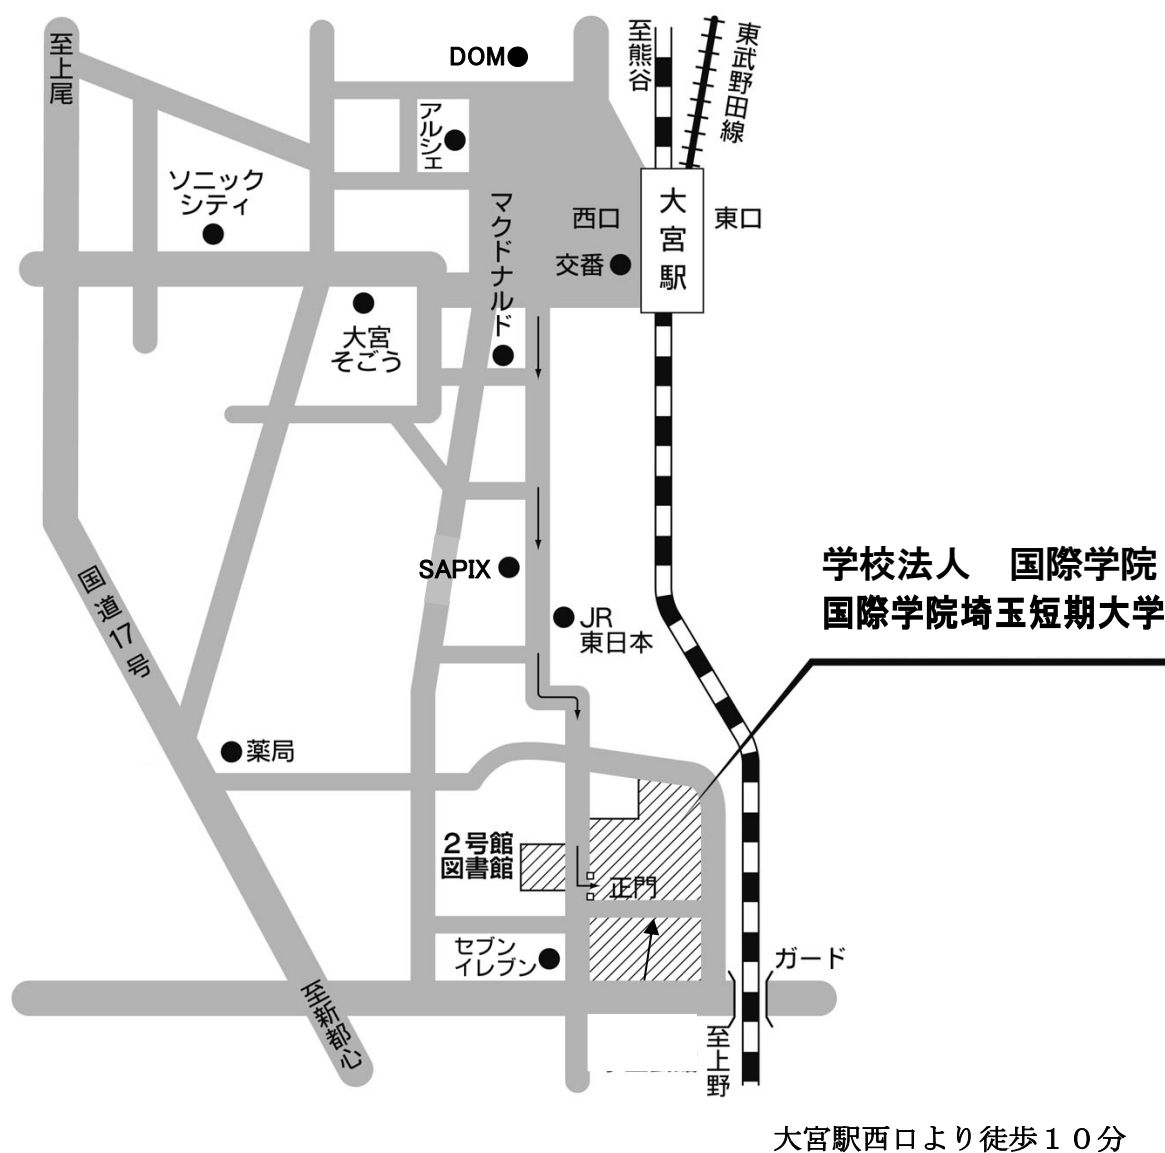 至上尾
DOM
至熊谷
東武野田線
アルシェ
ソニック
シティ
マクドナルド
西口
大宮駅
東口
交番
大宮
そごう
学校法人　国際学院
国際学院埼玉短期大学
SAPIX
国道17号
JR
東日本
薬局
２号館
図書館
正門
セブン
イレブン
ガード
至新都心
至上野
大宮駅西口より徒歩１０分